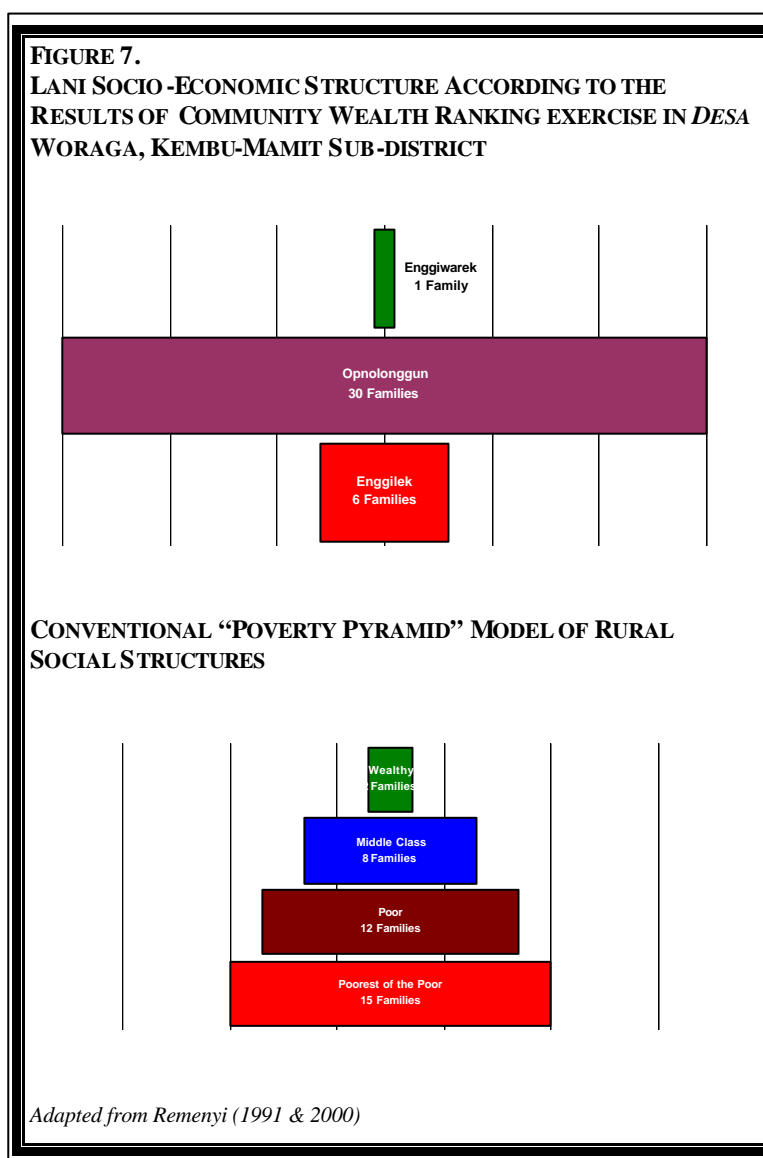 FIGURE 7.
LANI SOCIO-ECONOMIC STRUCTURE ACCORDING TO THE
RESULTS OF COMMUNITY WEALTH RANKING EXERCISE IN DESA
WORAGA, KEMBU-MAMIT SUB-DISTRICT
Enggiwarek
1 Family
Opnolonggun
30 Families
Enggilek
6 Families
CONVENTIONAL “POVERTY PYRAMID” MODEL OF RURAL
SOCIAL STRUCTURES
Wealthy
2 Families
Middle Class
8 Families
Poor
12 Families
Poorest of the Poor
15 Families
Adapted from Remenyi (1991 & 2000)